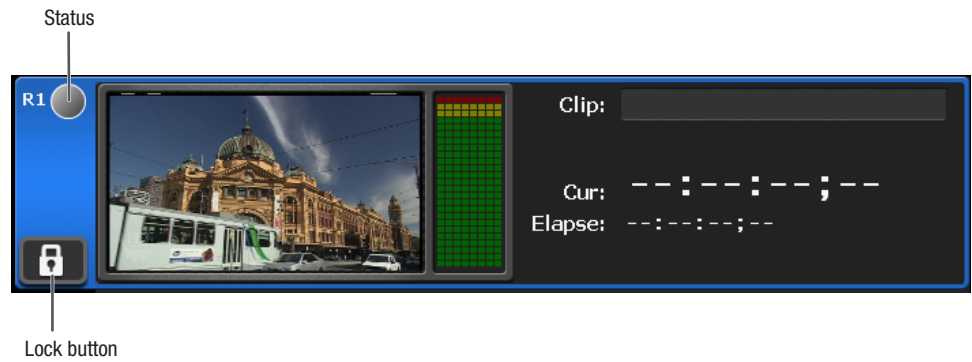 Status
R1
Clip:
Cur: --:--:--;--
Elapse: --:--:--;--
Lock button